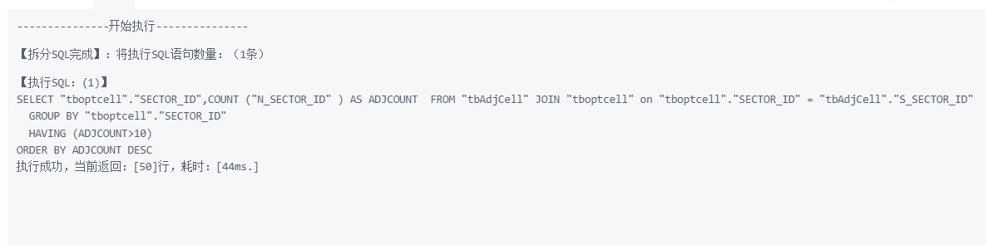 ---------------开始执行---------------
【拆分SQL完成】：将执行SQL语句数量：（1条）
【执行SQL：(1)】
SELECT "tboptcell"."SECTOR_ID",COUNT ("N_SECTOR_ID" ) AS ADJCOUNT  FROM "tbAdjCell" JOIN "tboptcell" on "tboptcell"."SECTOR_ID" = "tbAdjCell"."S_SECTOR_ID"
  GROUP BY "tboptcell"."SECTOR_ID"
  HAVING (ADJCOUNT>10)
ORDER BY ADJCOUNT DESC
执行成功，当前返回：[50]行，耗时：[44ms.]